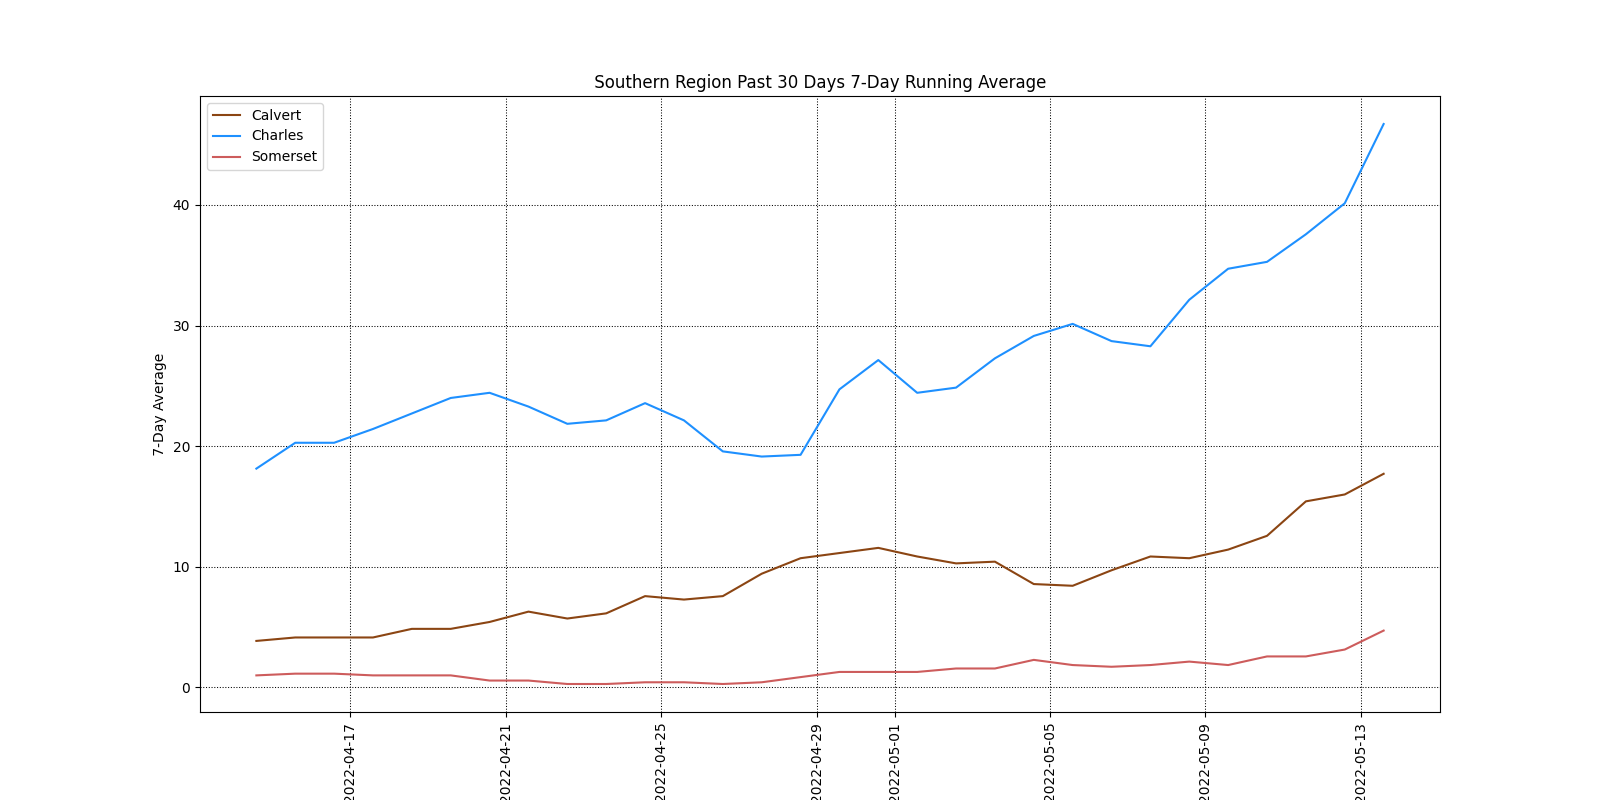 Southern Region Past 30 Days 7-Day Running Average
Calvert
Charles
Somerset
7-Day Average
40
30
20
10
0
2022-04-17
2022-04-21
2022-04-25
2022-04-29
2022-05-01
2022-05-05
2022-05-09
2022-05-13